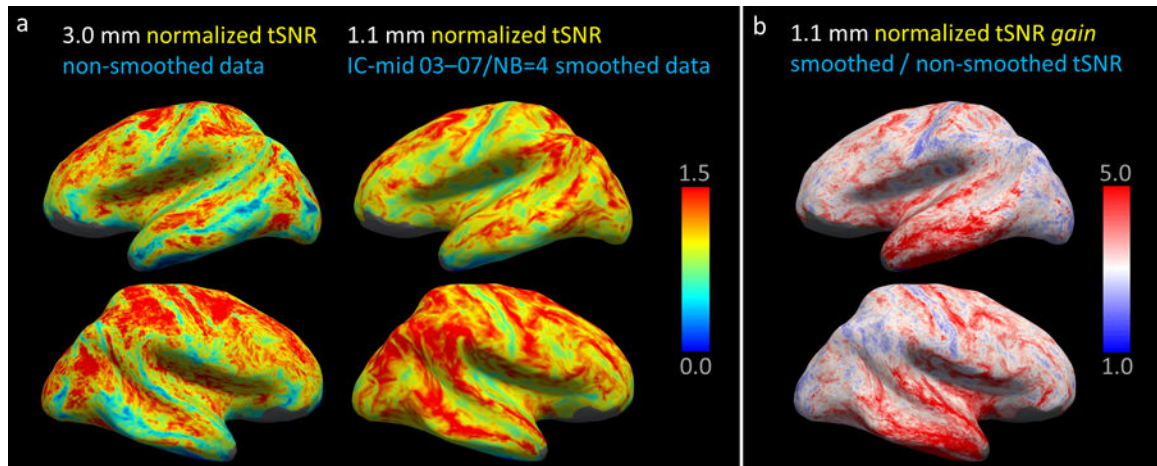 a
3.0 mm normalized tSNR
non-smoothed data
1.1 mm normalized tSNR
IC-mid 03–07/NB=4 smoothed data
1.5
0.0
b
1.1 mm normalized tSNR gain
smoothed / non-smoothed tSNR
5.0
1.0